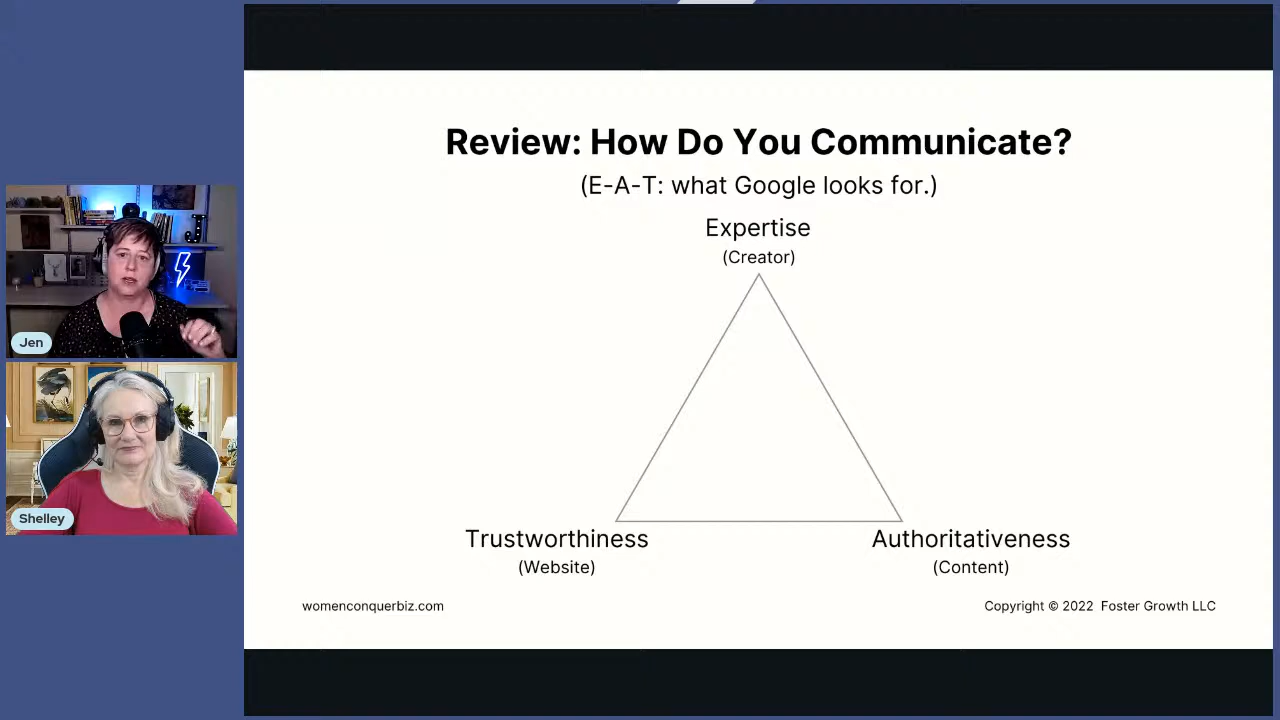 Review: How Do You Communicate?
(E-A-T: what Google looks for.)
Expertise
(Creator)
Trustworthiness
(Website)
Authoritativeness
(Content)
womenconquerbiz.com
Copyright © 2022 Foster Growth LLC
Jen
J
Shelley